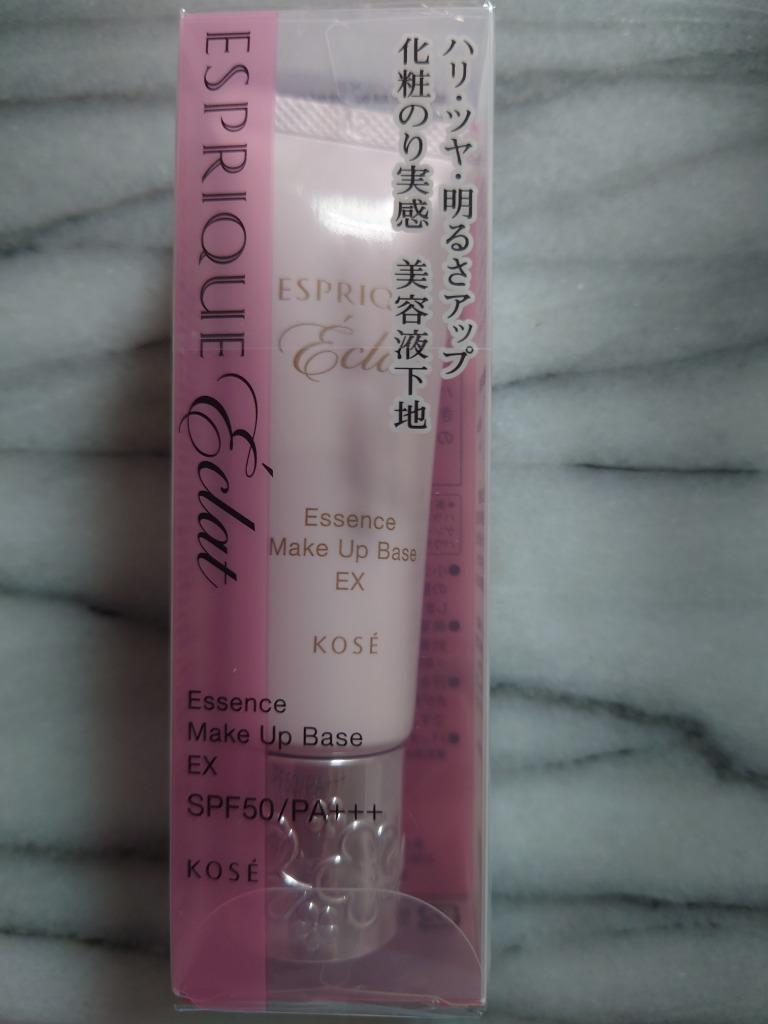 ハリ・ツヤ・明るさアップ
化粧のり実感　美容液下地
ESPRIQUE
Éclat
ESPRIQ
Écla
Essence
Make Up Base
EX
KOSÉ
Essence
Make Up Base
EX
SPF50/PA+++
KOSÉ